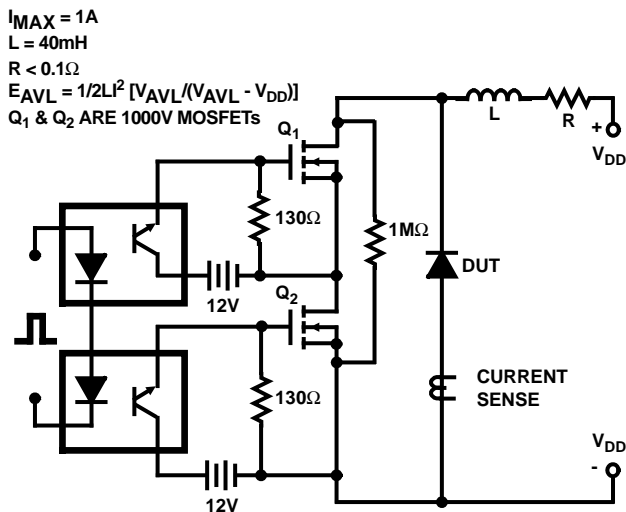 IMAX = 1A
L = 40mH
R < 0.1Ω
EAVL = 1/2LI² [VAVL/(VAVL - VDD)]
Q1 & Q2 ARE 1000V MOSFETs
Q1
L
R
+
VDD
130Ω
1MΩ
DUT
12V
Q2
130Ω
CURRENT
SENSE
VDD
-
12V